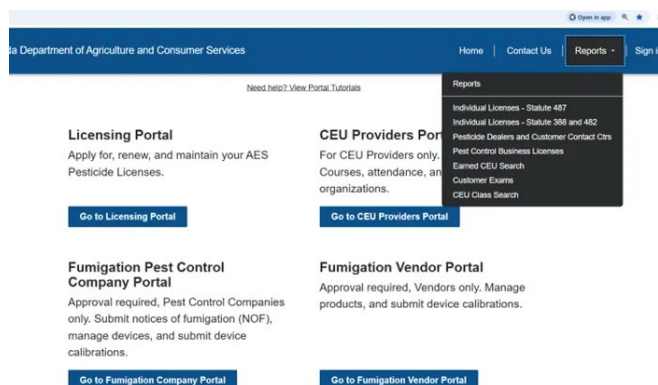 Open in app
da Department of Agriculture and Consumer Services
Home
Contact Us
Reports
Sign i
Need help? View Portal Tutorials
Reports
Individual Licenses - Statute 487
Individual Licenses - Statute 388 and 482
Pesticide Dealers and Customer Contact Ctrs
Pest Control Business Licenses
Earned CEU Search
Customer Exams
CEU Class Search
Licensing Portal
Apply for, renew, and maintain your AES
Pesticide Licenses.
Go to Licensing Portal
CEU Providers Por
For CEU Providers only.
Courses, attendance, an
organizations.
Go to CEU Providers Portal
Fumigation Pest Control
Company Portal
Approval required, Pest Control Companies
only. Submit notices of fumigation (NOF),
manage devices, and submit device
calibrations.
Go to Fumigation Company Portal
Fumigation Vendor Portal
Approval required, Vendors only. Manage
products, and submit device calibrations.
Go to Fumigation Vendor Portal